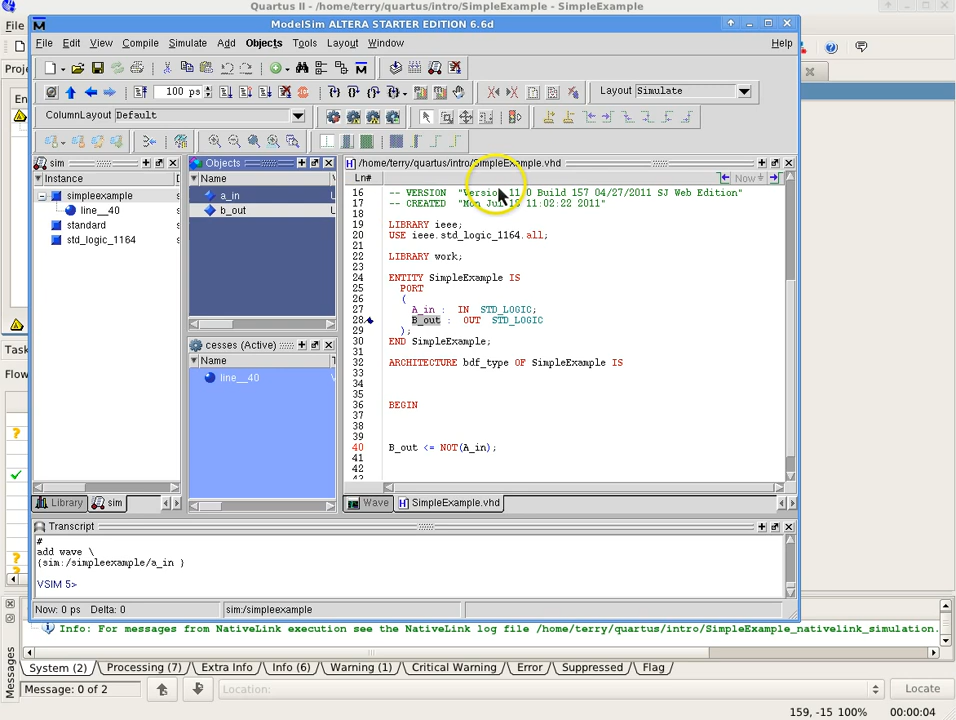 Quartus II - /home/terry/quartus/intro/SimpleExample - SimpleExample
ModelSim ALTERA STARTER EDITION 6.6d
File Edit View Compile Simulate Add Objects Tools Layout Window Help
100 ps
Layout Simulate
ColumnLayout Default
sim
Instance
simpleexample
line__40
standard
std_logic_1164
Library
sim
Objects
Name
a_in
b_out
cesses (Active)
Name
line__40
/home/terry/quartus/intro/SimpleExample.vhd
Ln#
Now
16 -- VERSION "Version 11.0 Build 157 04/27/2011 SJ Web Edition"
17 -- CREATED "Mon Jul 18 11:02:22 2011"
18
19 LIBRARY ieee;
20 USE ieee.std_logic_1164.all;
21
22 LIBRARY work;
23
24 ENTITY SimpleExample IS
25 PORT
26 (
27 A_in : IN STD_LOGIC;
28 B_out : OUT STD_LOGIC
29 );
30 END SimpleExample;
31
32 ARCHITECTURE bdf_type OF SimpleExample IS
33
34
35
36 BEGIN
37
38
39
40 B_out <= NOT(A_in);
41
42
Wave
SimpleExample.vhd
Transcript
#
add wave \
{sim:/simpleexample/a_in }
VSIM 5>
Now: 0 ps Delta: 0
sim:/simpleexample
File
Proje
En
Task
Flow
Info: For messages from NativeLink execution see the NativeLink log file /home/terry/quartus/intro/SimpleExample_nativelink_simulation.
Messages
System (2) Processing (7) Extra Info Info (6) Warning (1) Critical Warning Error Suppressed Flag
Message: 0 of 2
Location:
Locate
159, -15 100% 00:00:04